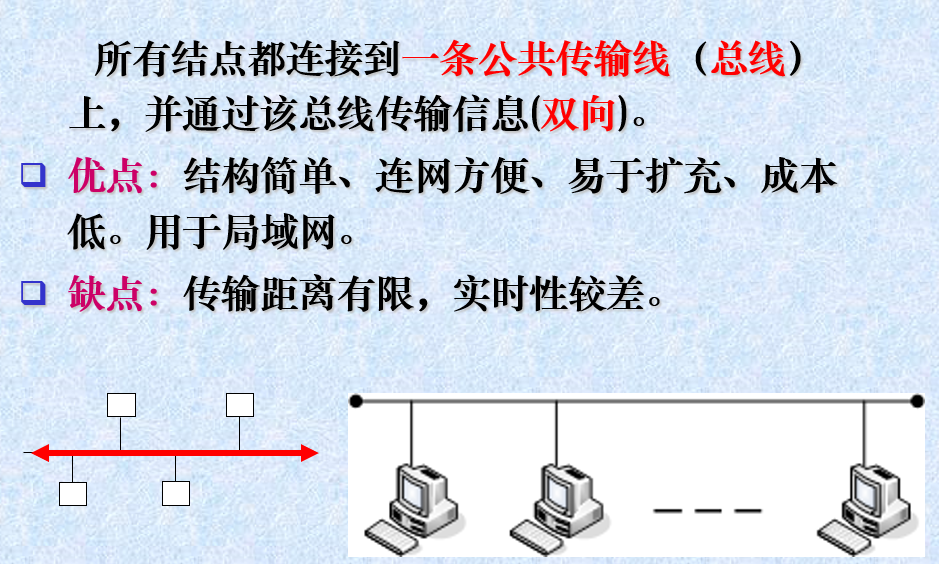 所有结点都连接到一条公共传输线（总线）
上，并通过该总线传输信息(双向)。
优点：结构简单、连网方便、易于扩充、成本
低。用于局域网。
缺点：传输距离有限，实时性较差。